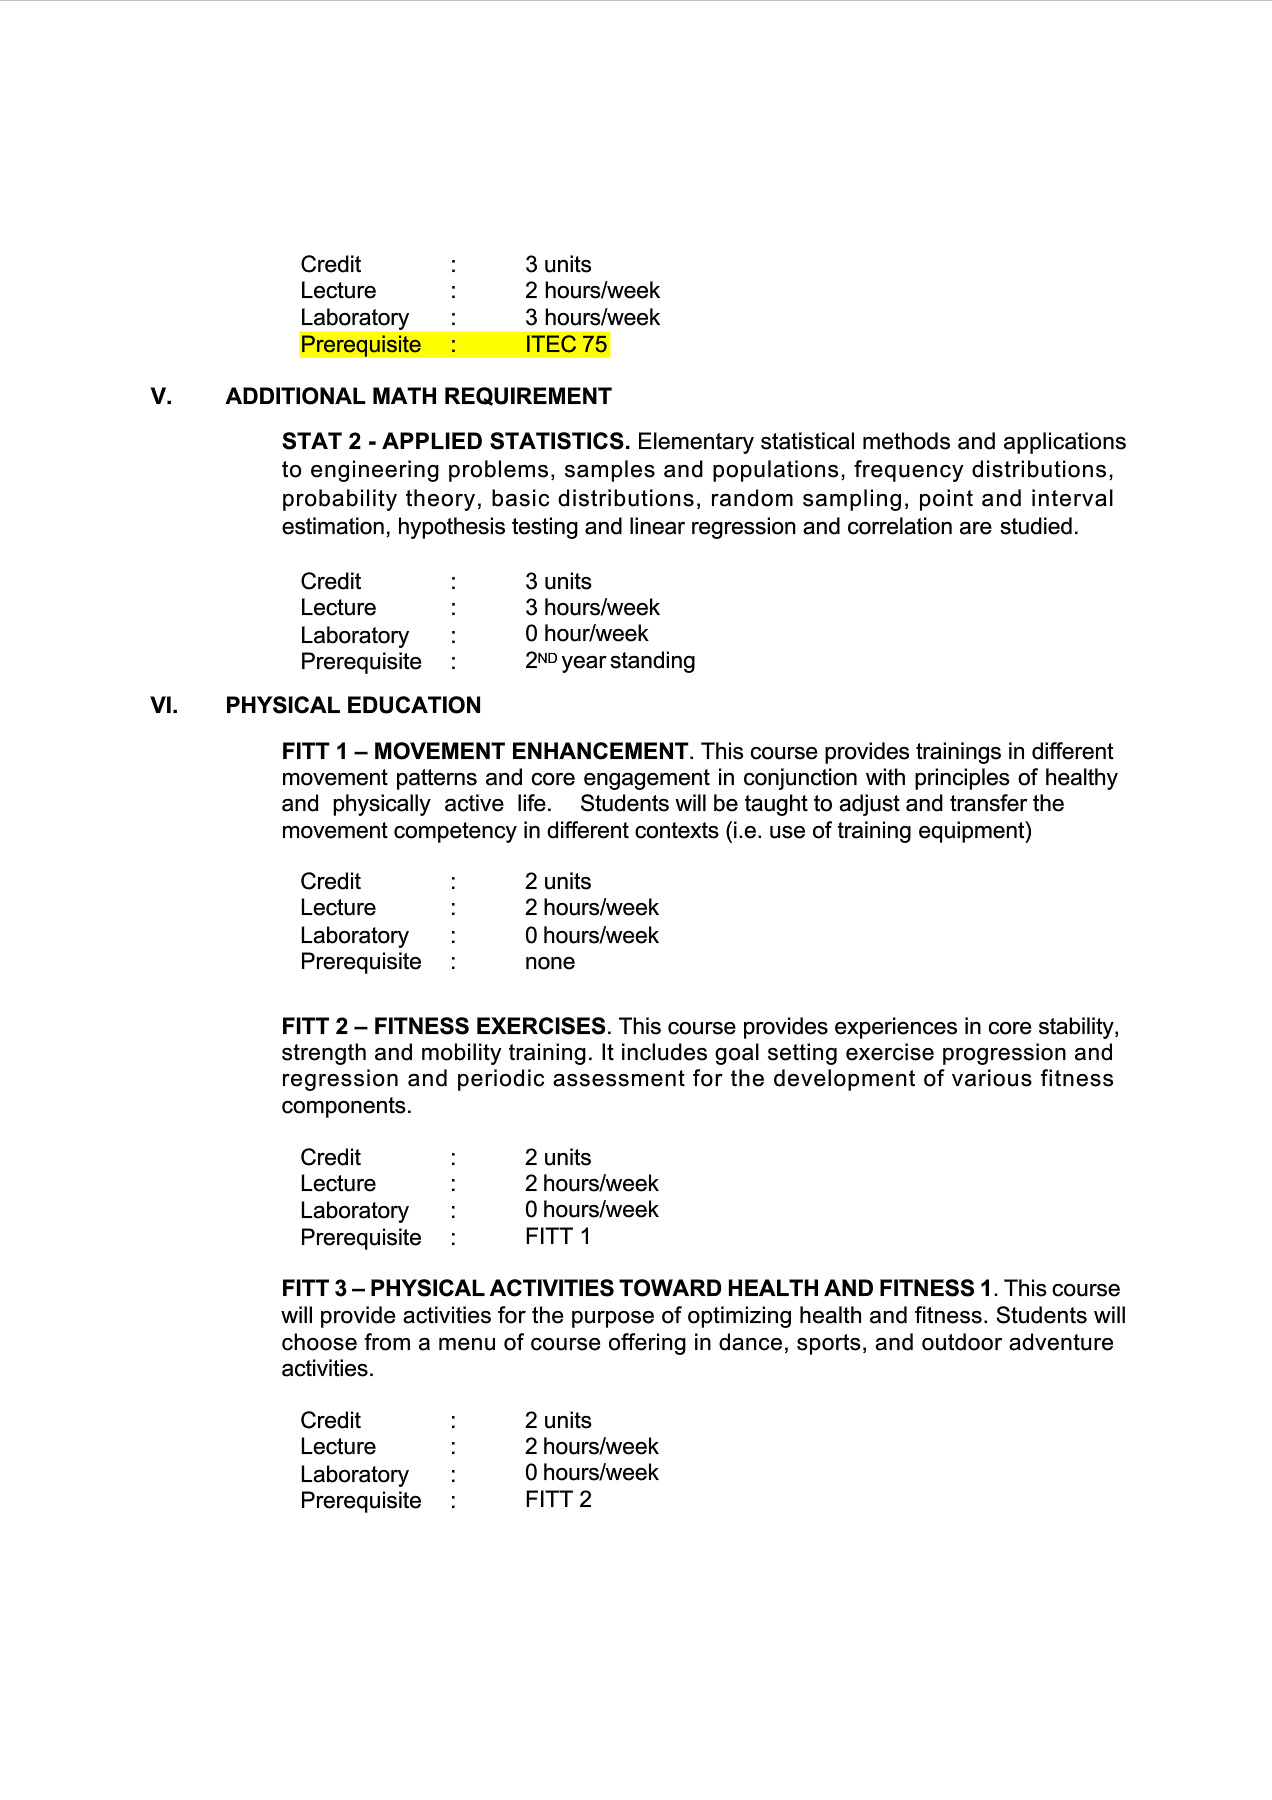 Credit : 3 units
Lecture : 2 hours/week
Laboratory : 3 hours/week
Prerequisite : ITEC 75
V. ADDITIONAL MATH REQUIREMENT
STAT 2 - APPLIED STATISTICS. Elementary statistical methods and applications
to engineering problems, samples and populations, frequency distributions,
probability theory, basic distributions, random sampling, point and interval
estimation, hypothesis testing and linear regression and correlation are studied.
Credit : 3 units
Lecture : 3 hours/week
Laboratory : 0 hour/week
Prerequisite : 2ND year standing
VI. PHYSICAL EDUCATION
FITT 1 – MOVEMENT ENHANCEMENT. This course provides trainings in different
movement patterns and core engagement in conjunction with principles of healthy
and physically active life. Students will be taught to adjust and transfer the
movement competency in different contexts (i.e. use of training equipment)
Credit : 2 units
Lecture : 2 hours/week
Laboratory : 0 hours/week
Prerequisite : none
FITT 2 – FITNESS EXERCISES. This course provides experiences in core stability,
strength and mobility training. It includes goal setting exercise progression and
regression and periodic assessment for the development of various fitness
components.
Credit : 2 units
Lecture : 2 hours/week
Laboratory : 0 hours/week
Prerequisite : FITT 1
FITT 3 – PHYSICAL ACTIVITIES TOWARD HEALTH AND FITNESS 1. This course
will provide activities for the purpose of optimizing health and fitness. Students will
choose from a menu of course offering in dance, sports, and outdoor adventure
activities.
Credit : 2 units
Lecture : 2 hours/week
Laboratory : 0 hours/week
Prerequisite : FITT 2